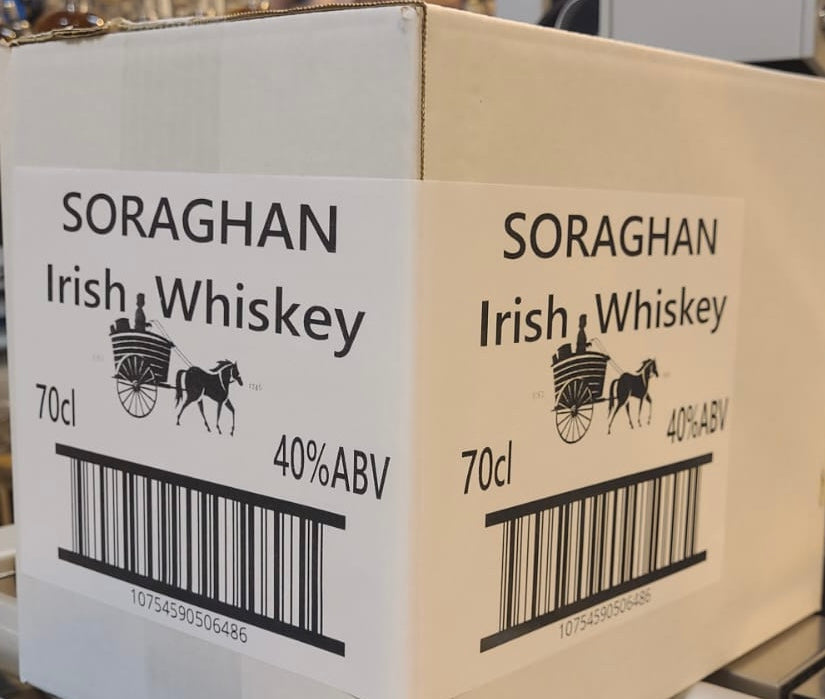 SORAGHAN
Irish Whiskey
70cl
40%ABV
10754590506486
SORAGHAN
Irish Whiskey
70cl
40%ABV
10754590506486